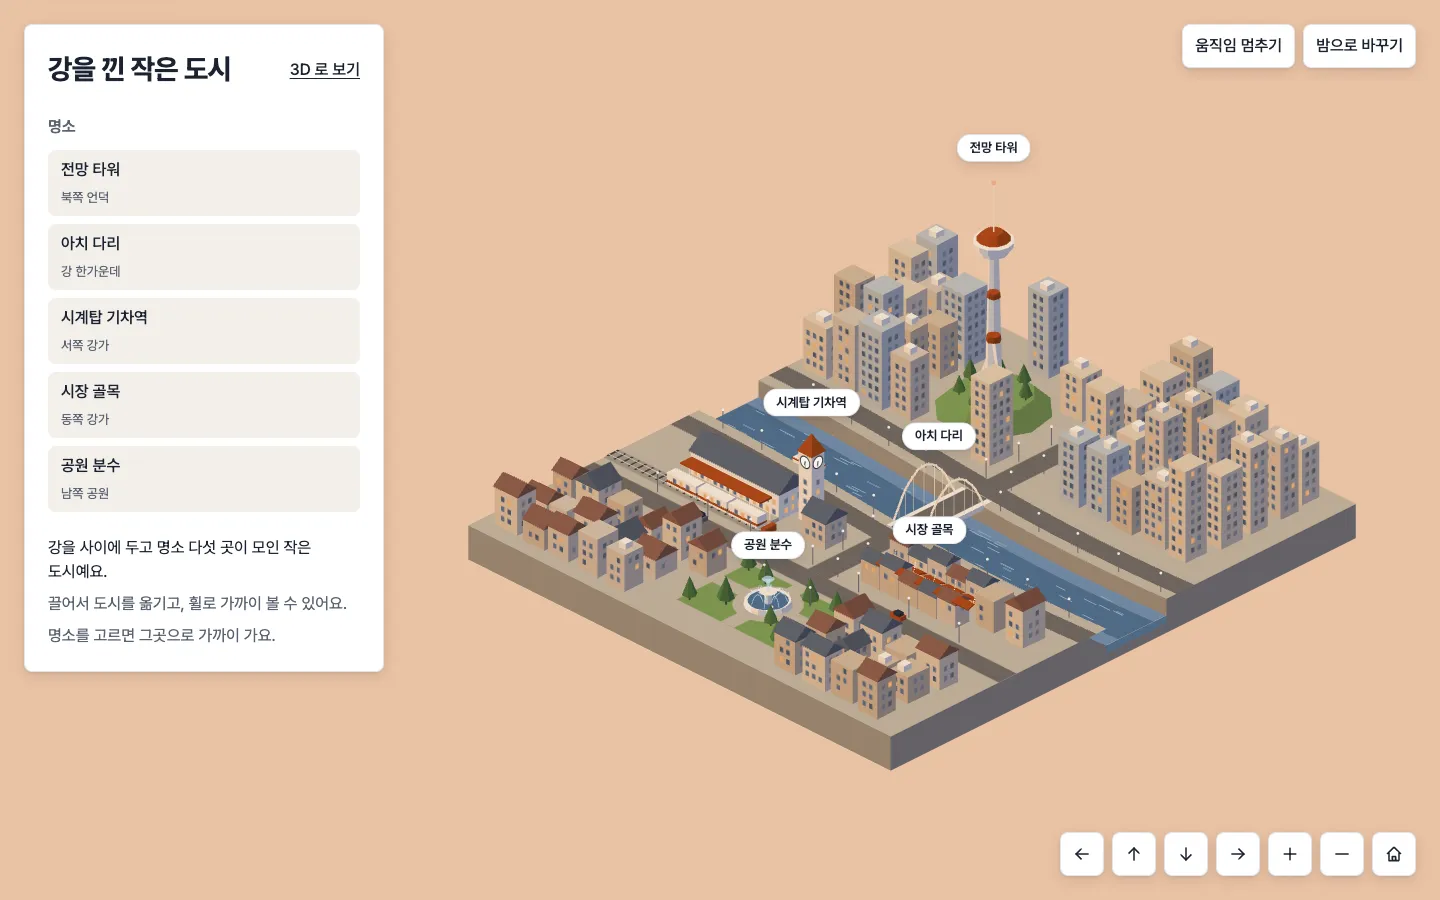 강을 낀 작은 도시
3D 로 보기
명소
전망 타워
북쪽 언덕
아치 다리
강 한가운데
시계탑 기차역
서쪽 강가
시장 골목
동쪽 강가
공원 분수
남쪽 공원
강을 사이에 두고 명소 다섯 곳이 모인 작은
도시예요.
끌어서 도시를 옮기고, 휠로 가까이 볼 수 있어요.
명소를 고르면 그곳으로 가까이 가요.
움직임 멈추기
밤으로 바꾸기
전망 타워
시계탑 기차역
아치 다리
시장 골목
공원 분수